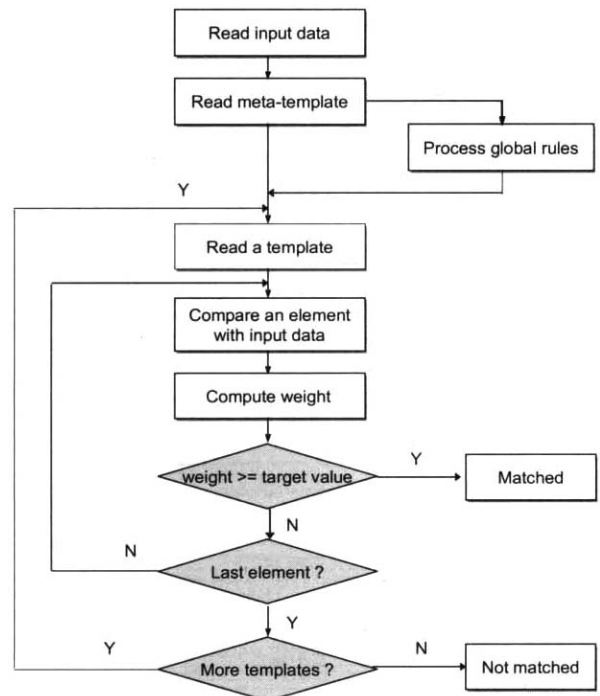 Read input data
Read meta-template
Process global rules
Y
Read a template
Compare an element
with input data
Compute weight
weight >= target value
Y
Matched
N
N
Last element ?
Y
Y
More templates ?
N
Not matched